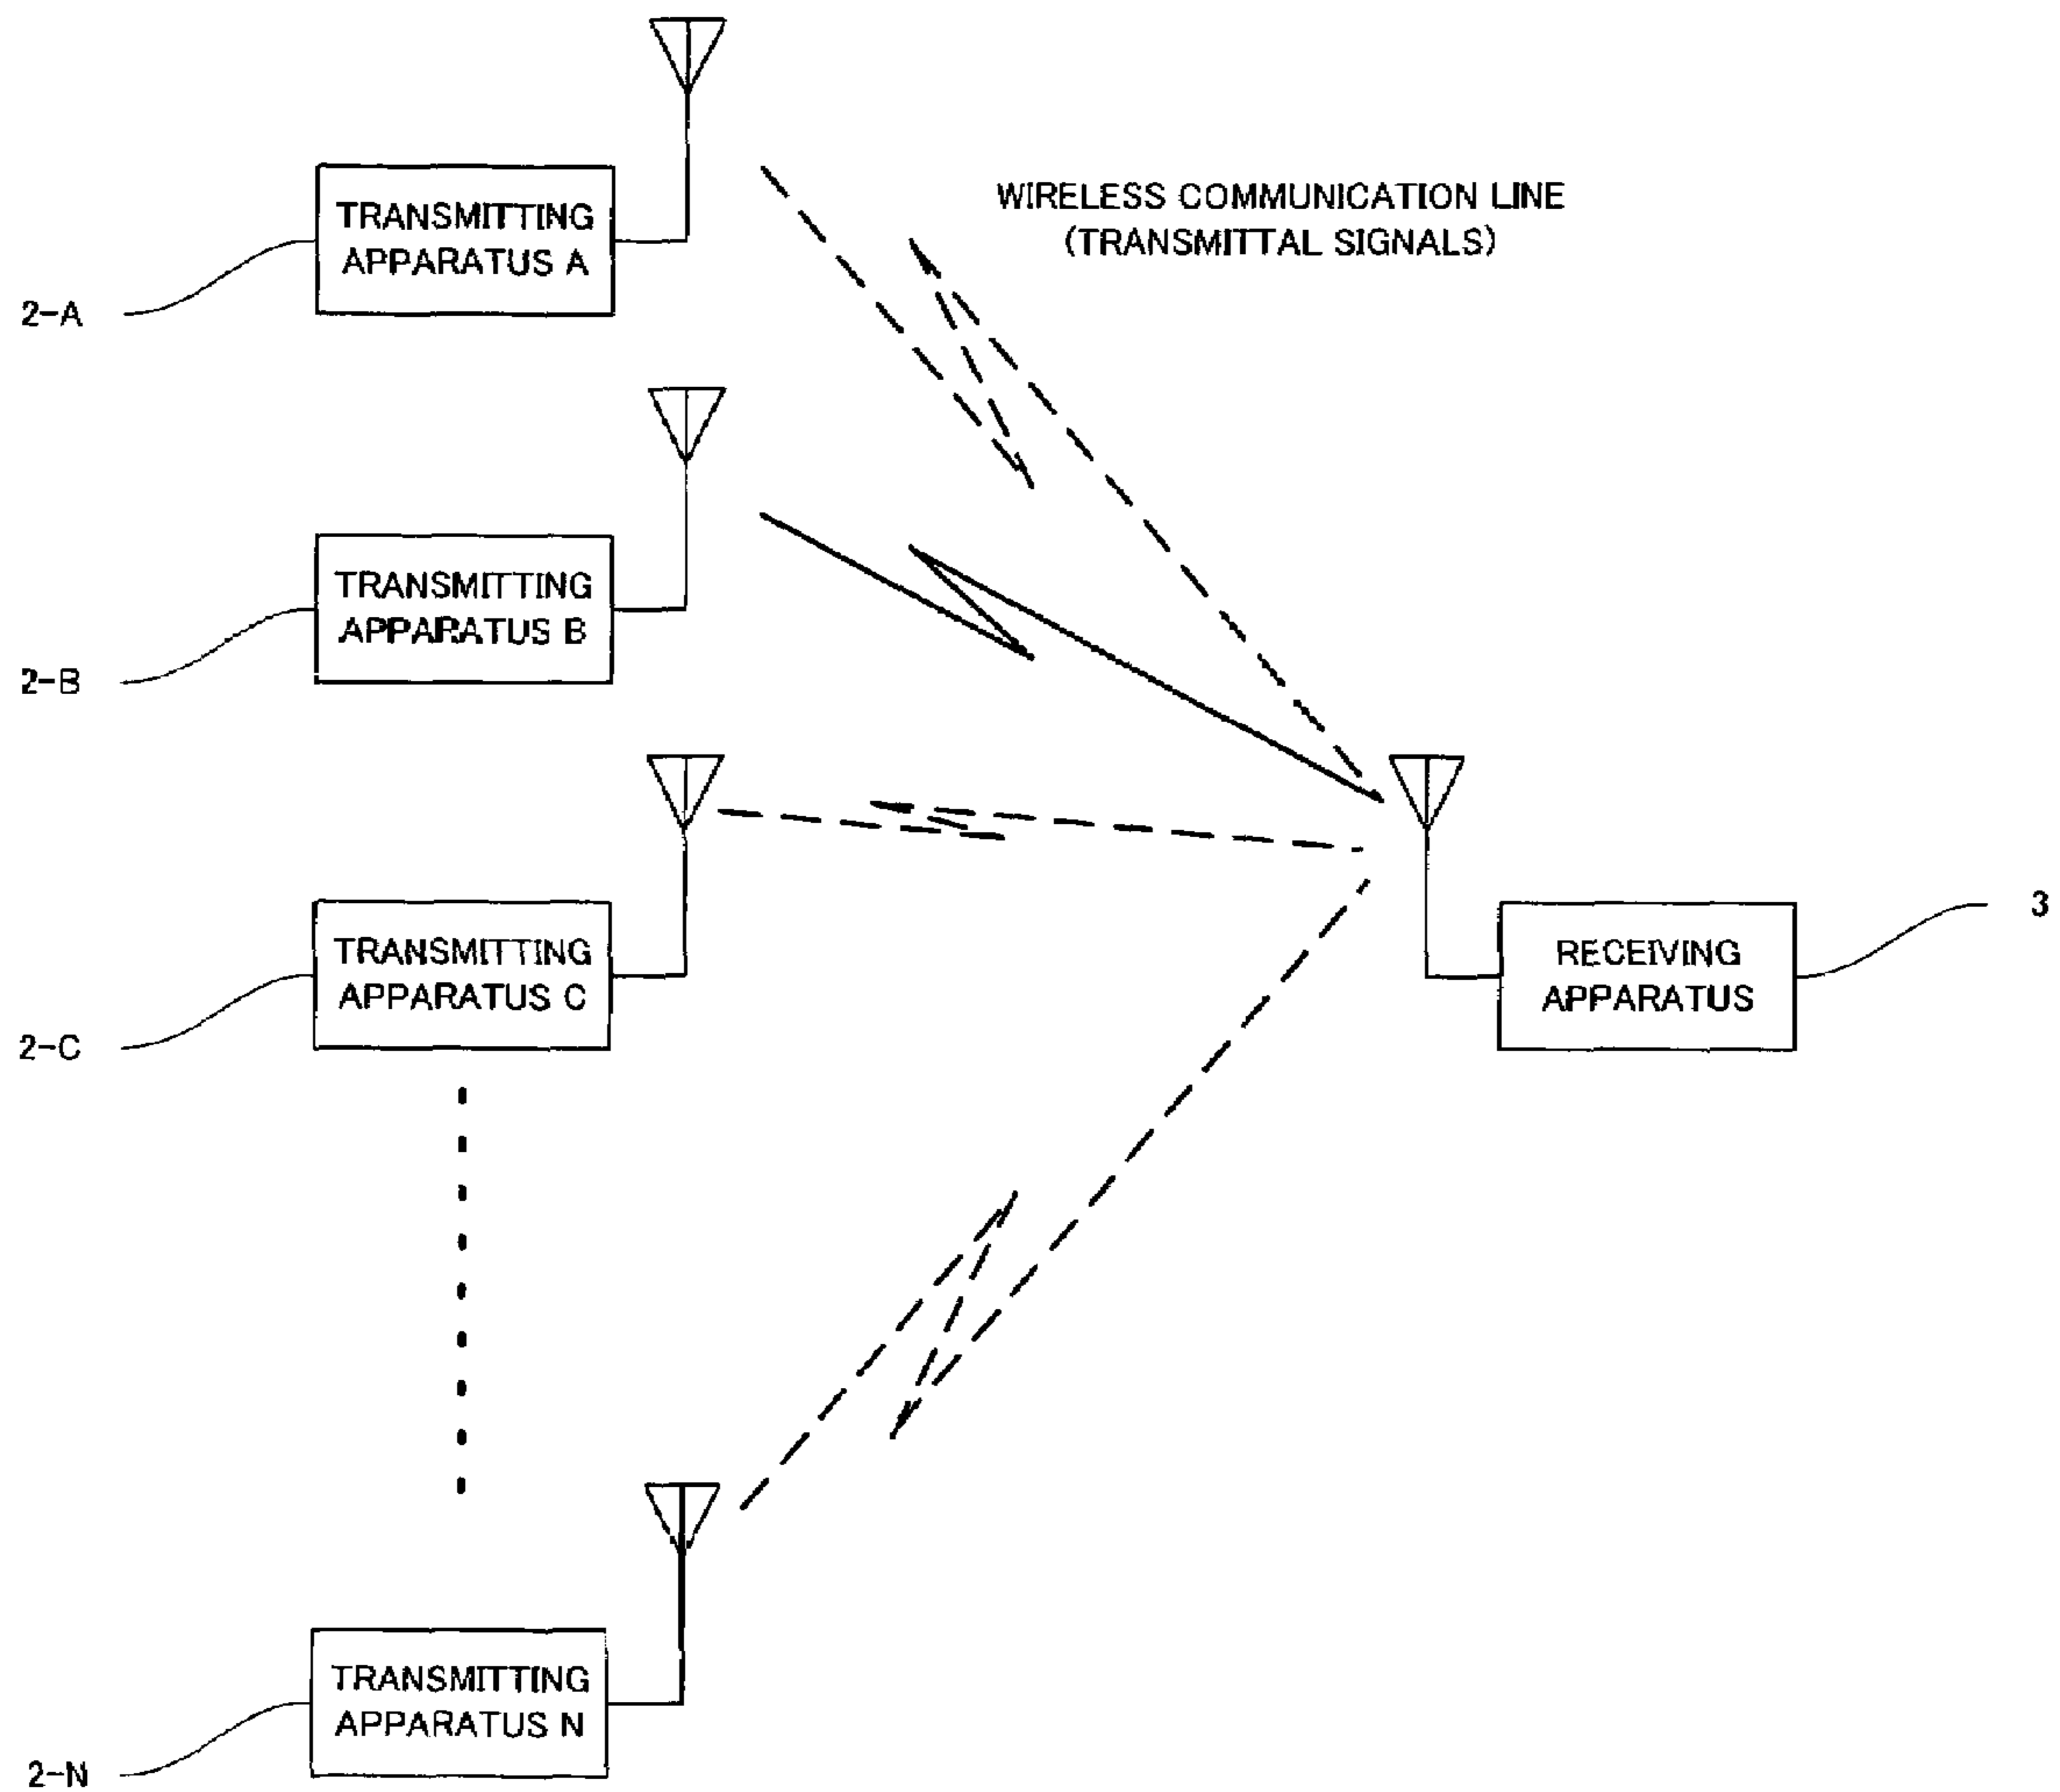 WIRELESS COMMUNICATION LINE
(TRANSMITTAL SIGNALS)
TRANSMITTING
APPARATUS A
2-A
TRANSMITTING
APPARATUS B
2-B
TRANSMITTING
APPARATUS C
2-C
RECEIVING
APPARATUS
3
TRANSMITTING
APPARATUS N
2-N